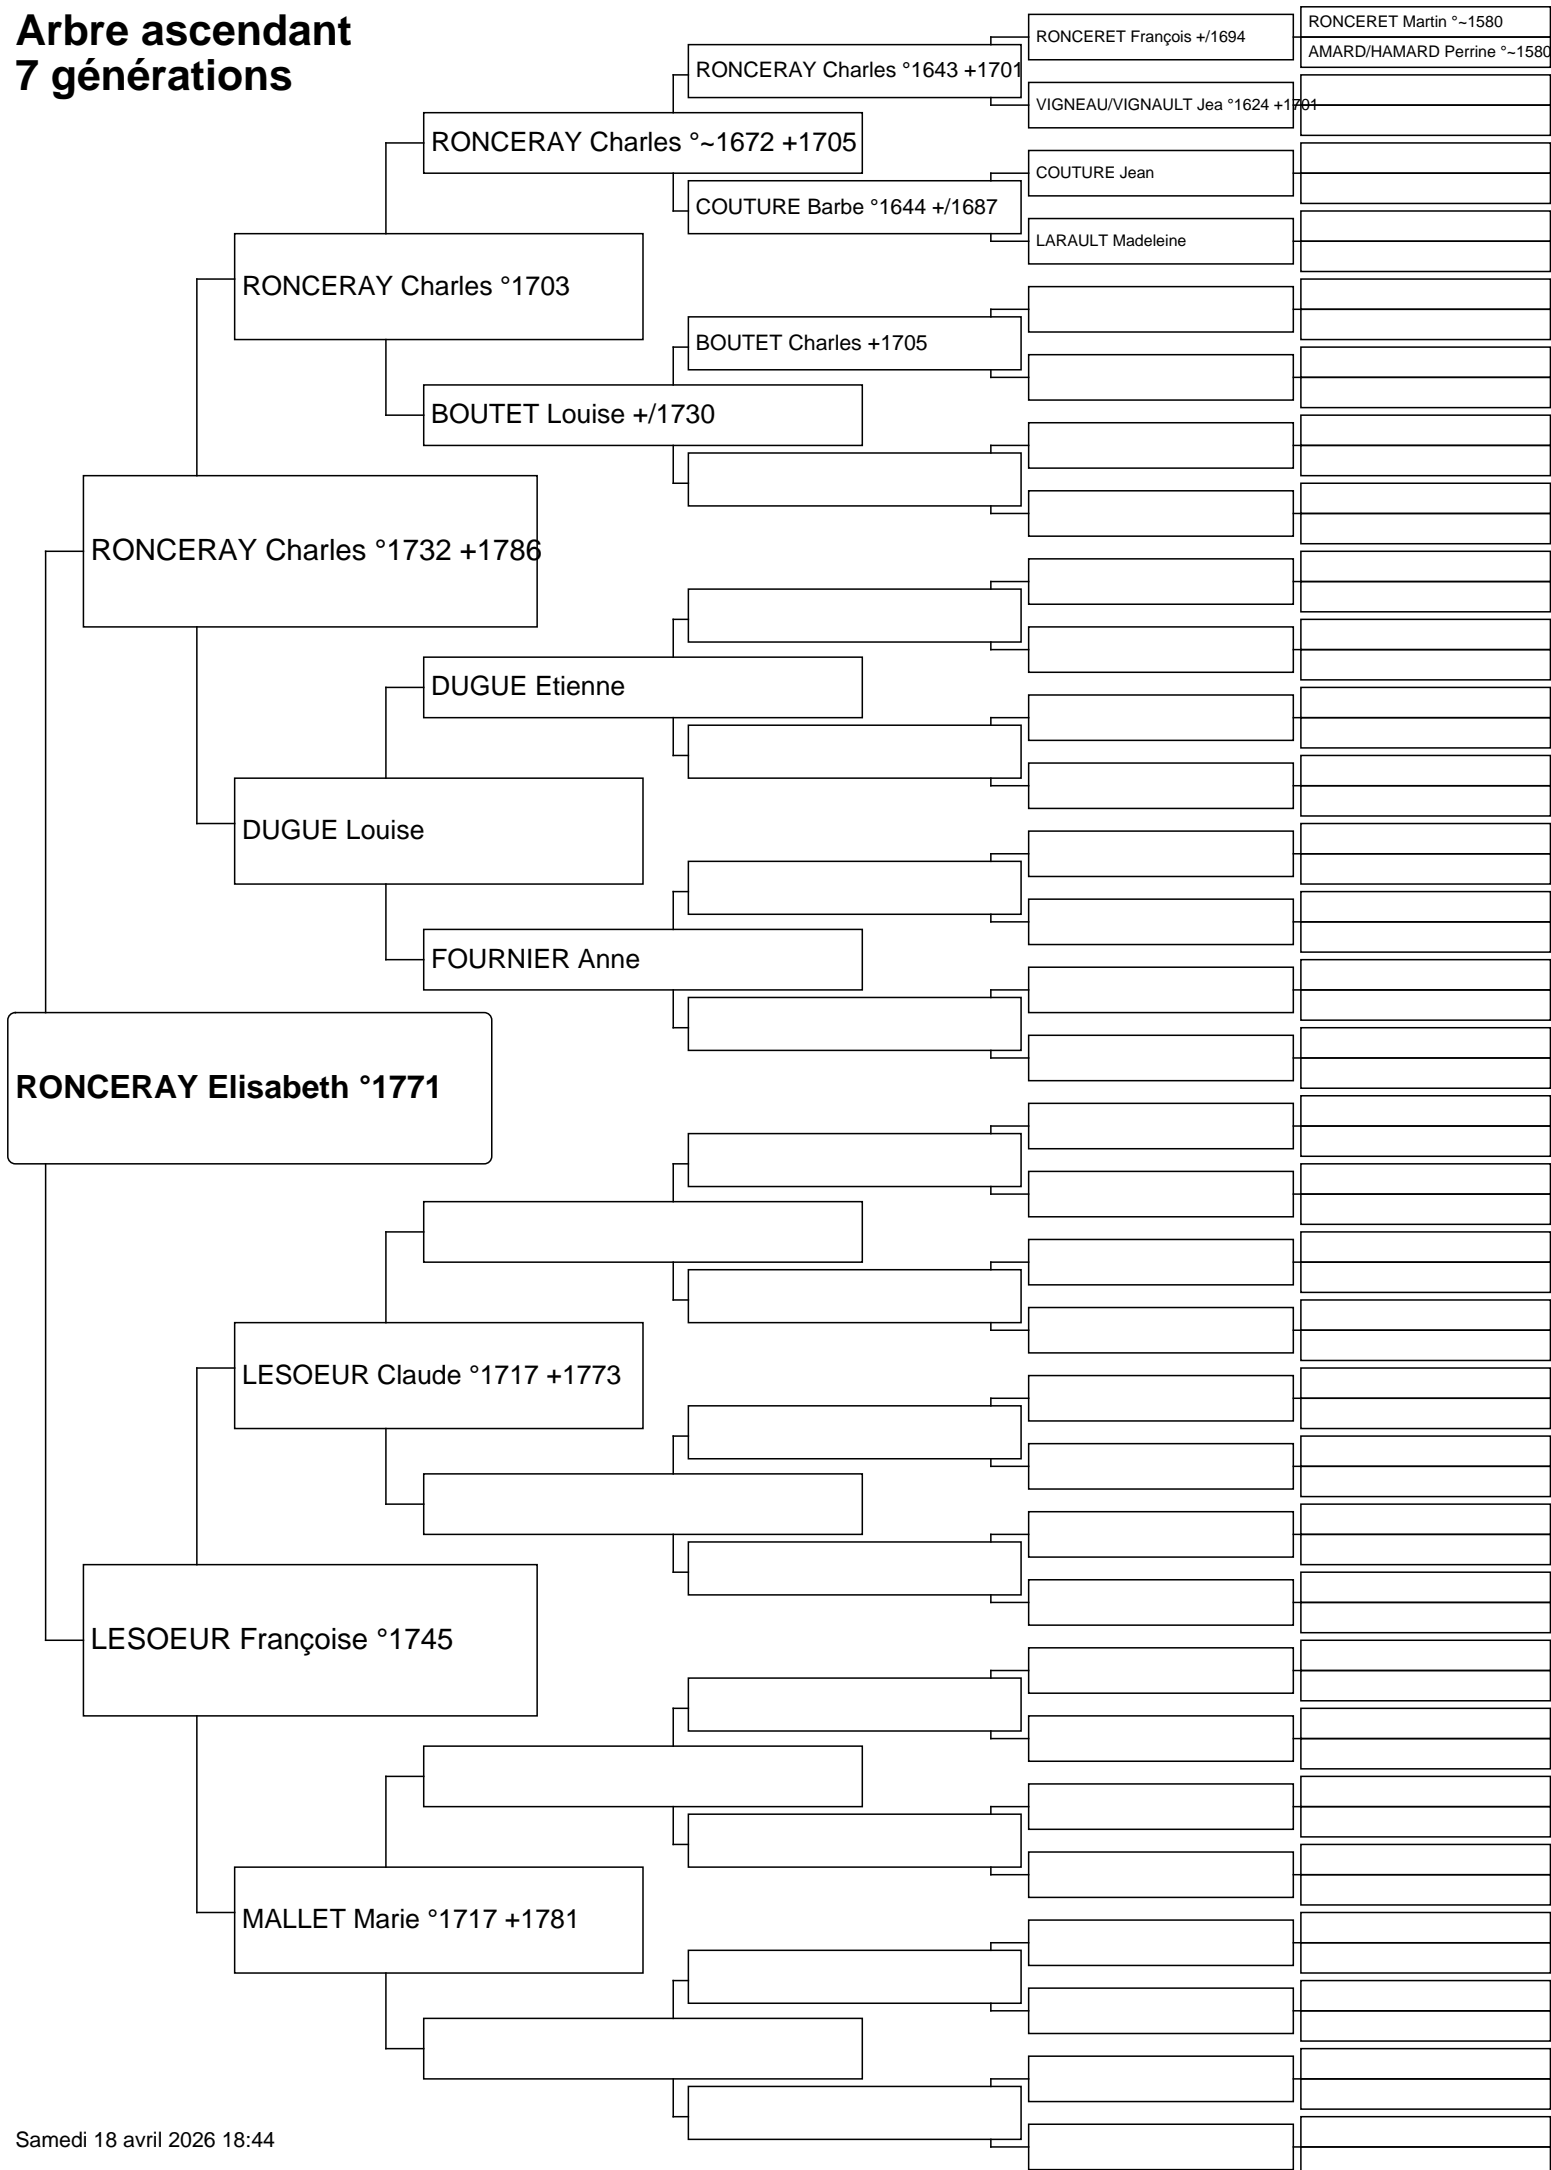 Arbre ascendant
7 générations
RONCERET Martin °~1580
RONCERET François +/1694
AMARD/HAMARD Perrine °~1580
RONCERAY Charles °1643 +1701
VIGNEAU/VIGNAULT Jea °1624 +1701
RONCERAY Charles °~1672 +1705
COUTURE Jean
COUTURE Barbe °1644 +/1687
LARAULT Madeleine
RONCERAY Charles °1703
BOUTET Charles +1705
BOUTET Louise +/1730
RONCERAY Charles °1732 +1786
DUGUE Etienne
DUGUE Louise
FOURNIER Anne
RONCERAY Elisabeth °1771
LESOEUR Claude °1717 +1773
LESOEUR Françoise °1745
MALLET Marie °1717 +1781
Samedi 18 avril 2026 18:44